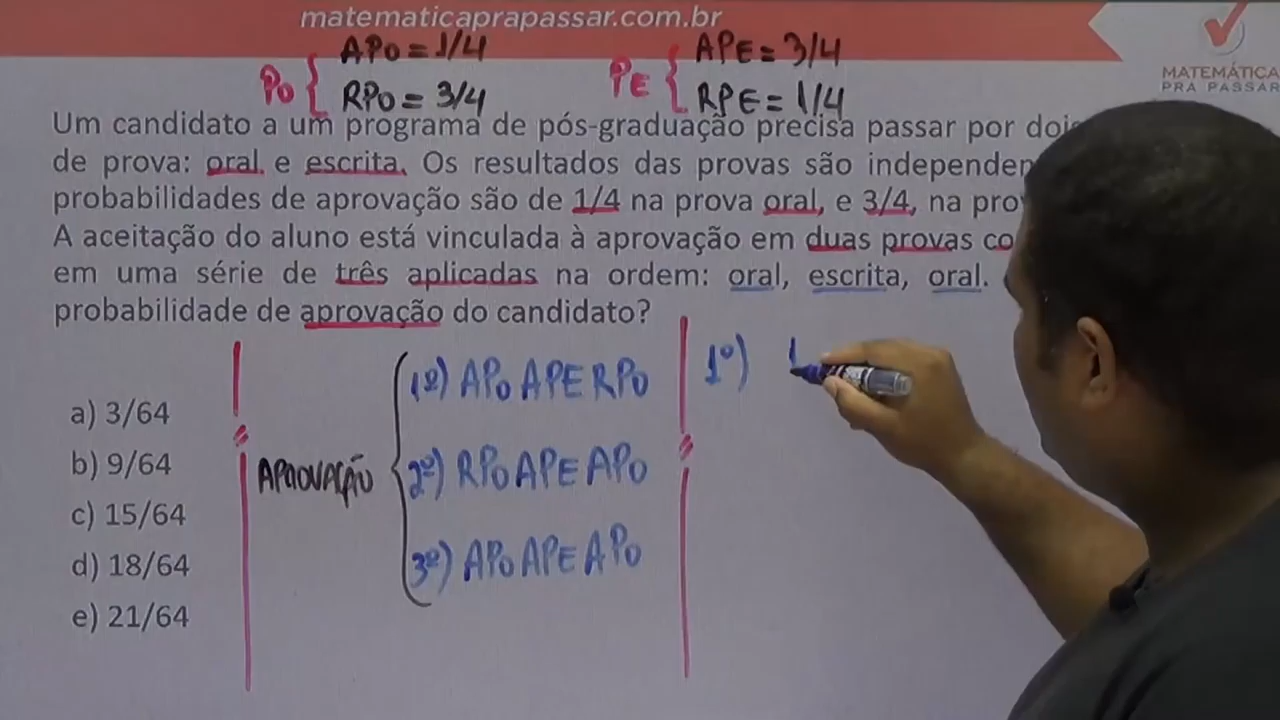 matematicaprapassar.com.br
MATEMÁTICA
PRA PASSAR
PO { APO = 1/4
RPO = 3/4
PE { APE = 3/4
RPE = 1/4
Um candidato a um programa de pós-graduação precisa passar por
de prova: oral e escrita. Os resultados das provas são
probabilidades de aprovação são de 1/4 na prova oral, e 3/4, na
A aceitação do aluno está vinculada à aprovação em duas provas
em uma série de três aplicadas na ordem: oral, escrita, oral.
probabilidade de aprovação do candidato?
a) 3/64
b) 9/64
c) 15/64
d) 18/64
e) 21/64
APROVAÇÃO
1º) APO APE RPO
2º) RPO APE APO
3º) APO APE APO
1º) 1